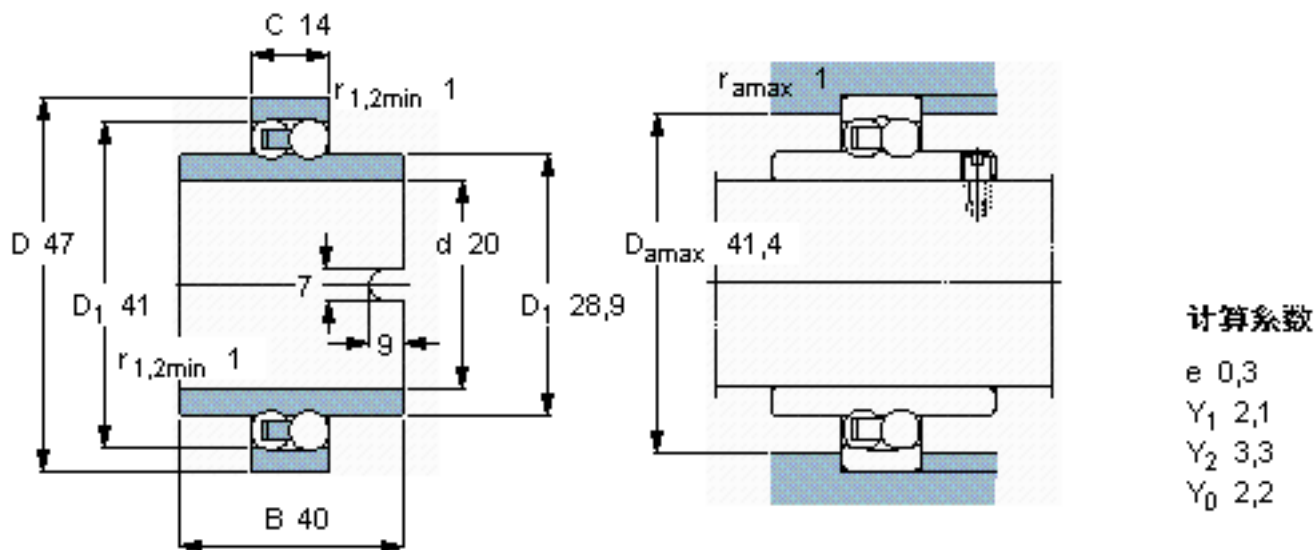 C 14
r1,2min 1
D 47
D1 41
d 20
7
D1 28,9
9
r1,2min 1
B 40
ramax 1
Damax 41,4
计算系数
e 0,3
Y1 2,1
Y2 3,3
Y0 2,2